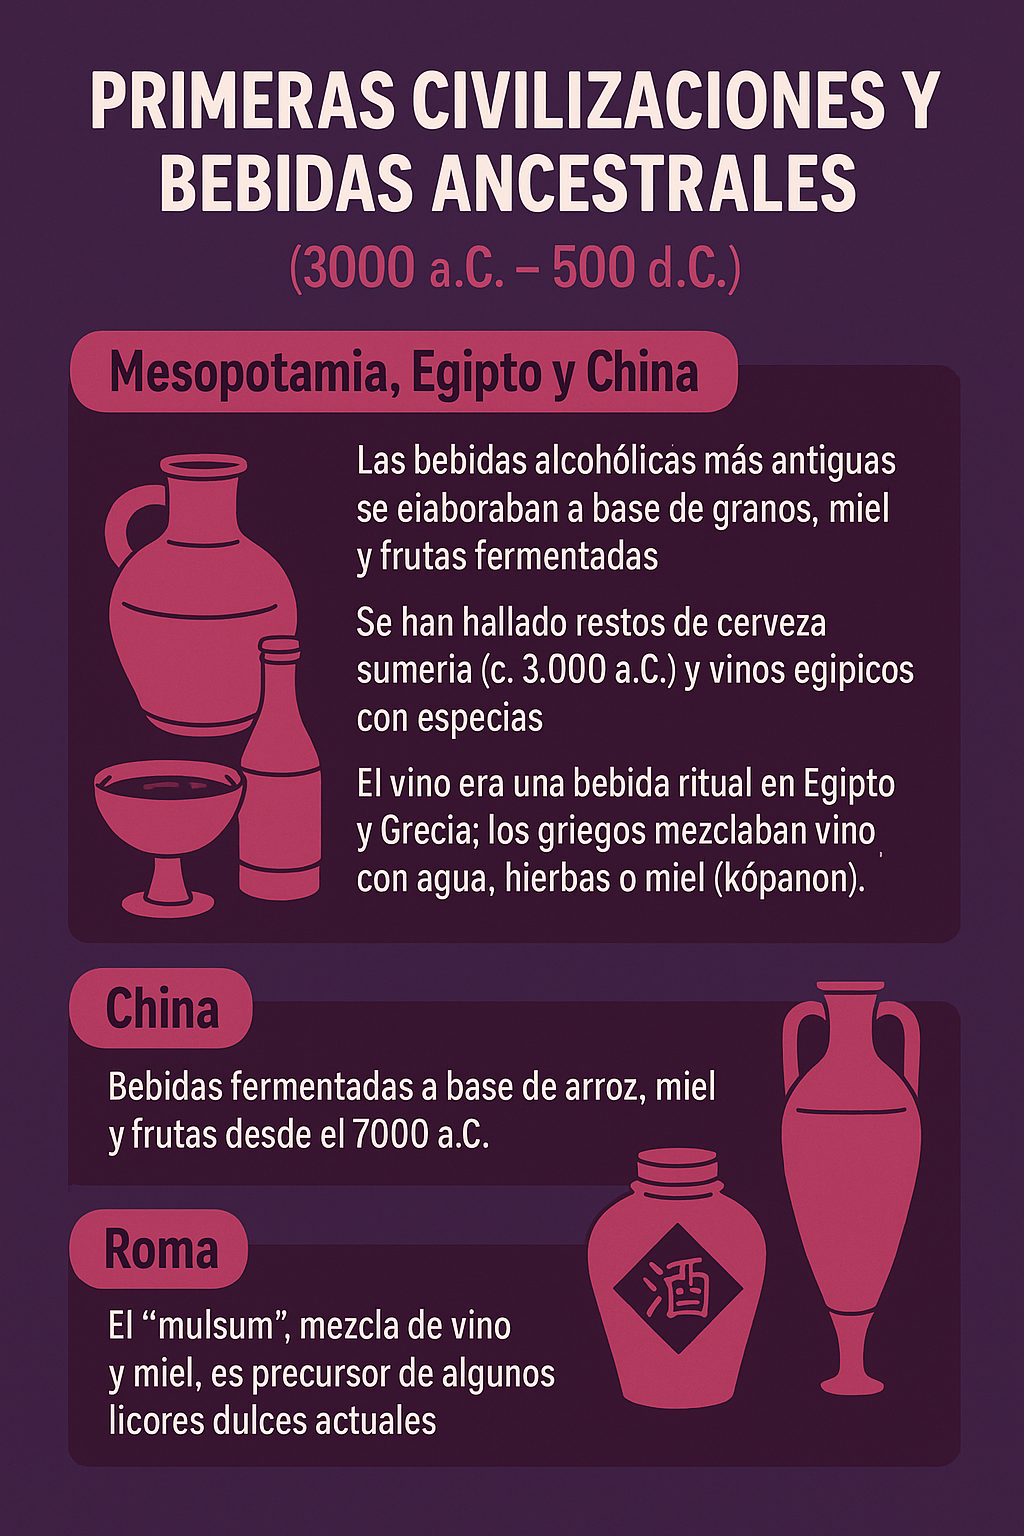 PRIMERAS CIVILIZACIONES Y
BEBIDAS ANCESTRALES
(3000 a.C. – 500 d.C.)
Mesopotamia, Egipto y China
Las bebidas alcohólicas más antiguas
se eiaboraban a base de granos, miel
y frutas fermentadas
Se han hallado restos de cerveza
sumeria (c. 3.000 a.C.) y vinos egipicos
con especias
El vino era una bebida ritual en Egipto
y Grecia; los griegos mezclaban vino
con agua, hierbas o miel (kópanon).
China
Bebidas fermentadas a base de arroz, miel
y frutas desde el 7000 a.C.
酒
Roma
El “mulsum”, mezcla de vino
y miel, es precursor de algunos
licores dulces actuales